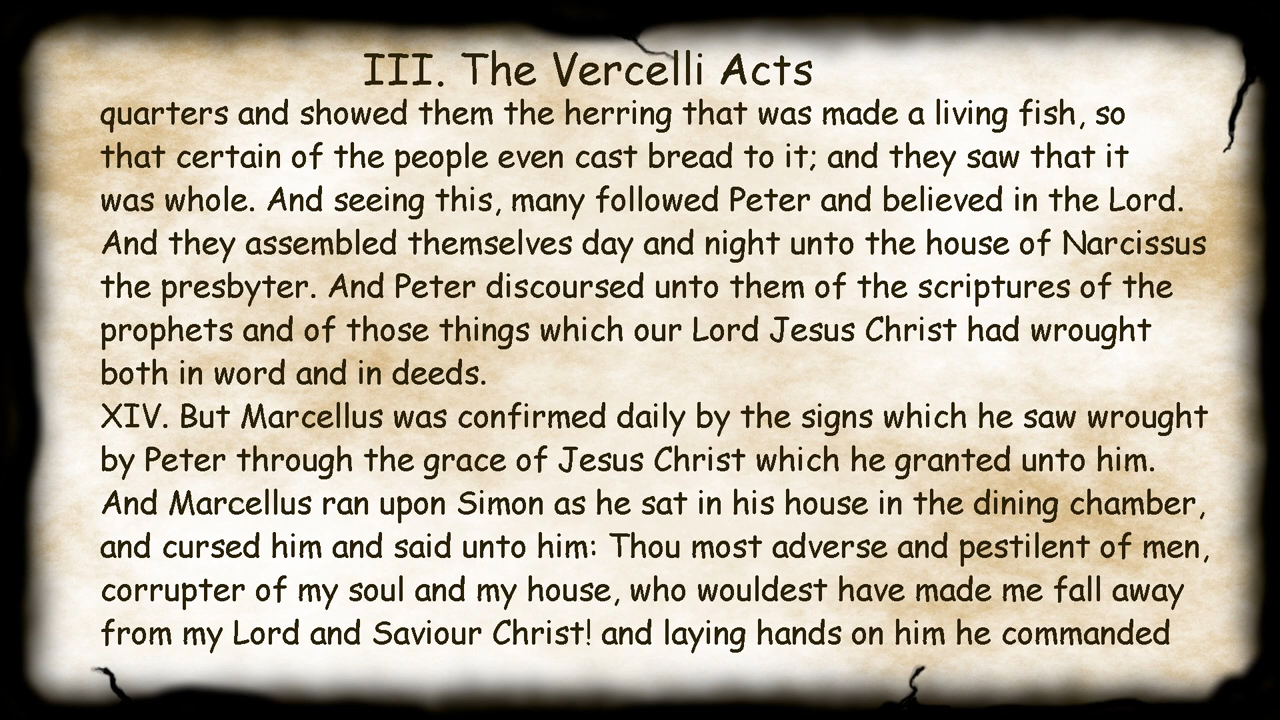 III. The Vercelli Acts
quarters and showed them the herring that was made a living fish, so
that certain of the people even cast bread to it; and they saw that it
was whole. And seeing this, many followed Peter and believed in the Lord.
And they assembled themselves day and night unto the house of Narcissus
the presbyter. And Peter discoursed unto them of the scriptures of the
prophets and of those things which our Lord Jesus Christ had wrought
both in word and in deeds.
XIV. But Marcellus was confirmed daily by the signs which he saw wrought
by Peter through the grace of Jesus Christ which he granted unto him.
And Marcellus ran upon Simon as he sat in his house in the dining chamber,
and cursed him and said unto him: Thou most adverse and pestilent of men,
corrupter of my soul and my house, who wouldest have made me fall away
from my Lord and Saviour Christ! and laying hands on him he commanded